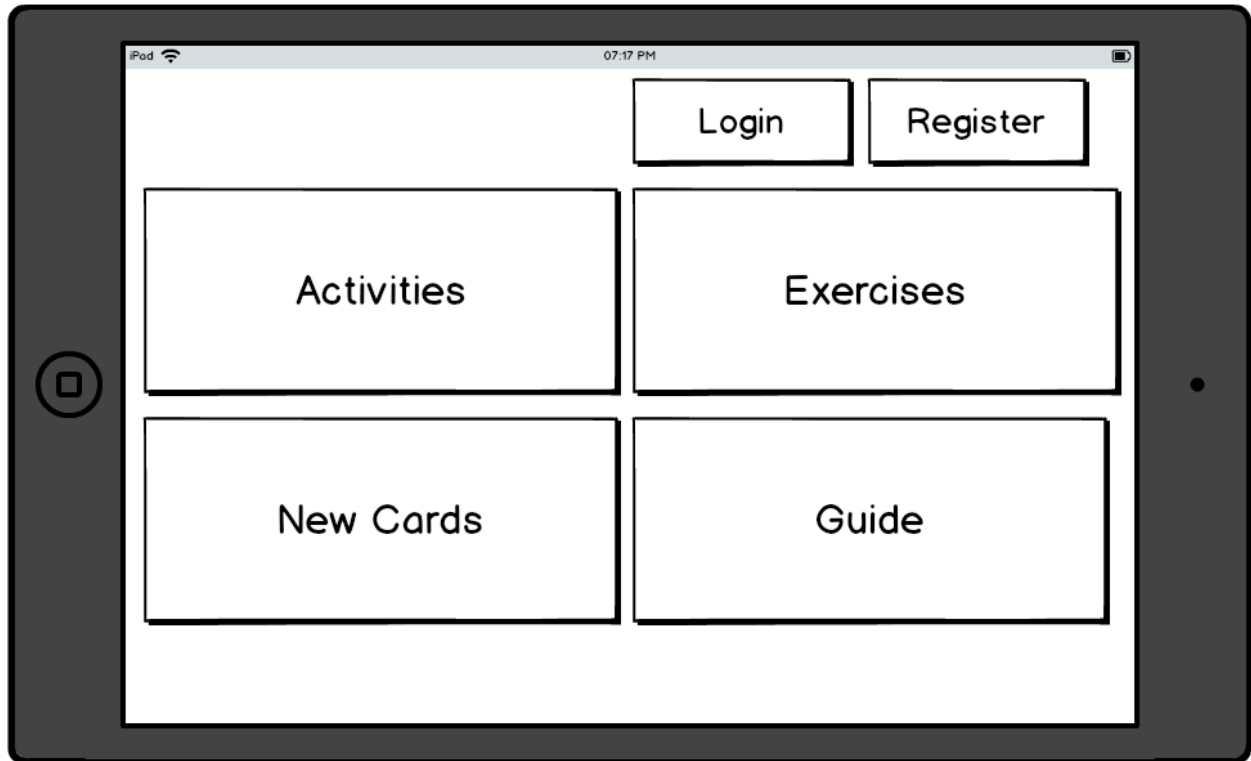 iPad 07:17 PM
Login Register
Activities Exercises
New Cards Guide